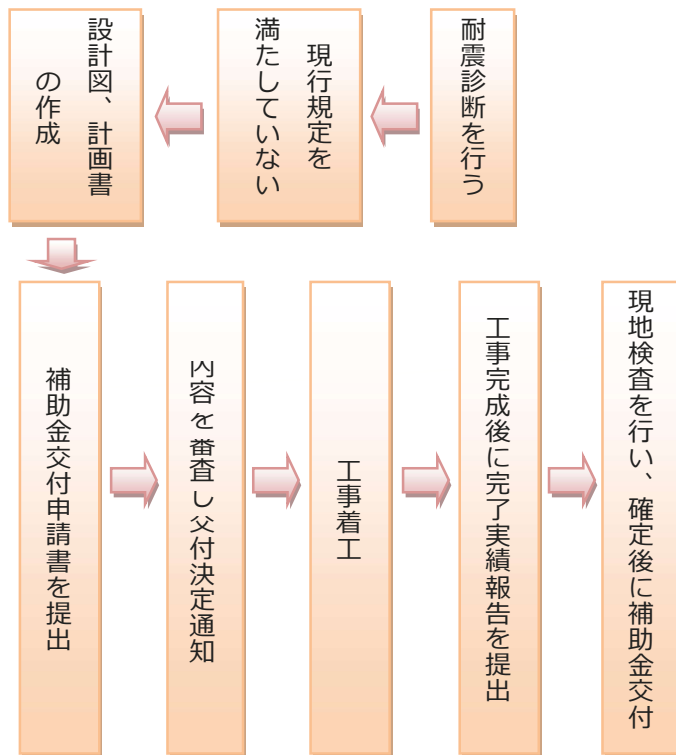 耐震診断を行う
現行規定を
満たしていない
設計図、計画書
の作成
補助金交付申請書を提出
内容を審査し交付決定通知
工事着工
工事完成後に完了実績報告を提出
現地検査を行い、確定後に補助金交付